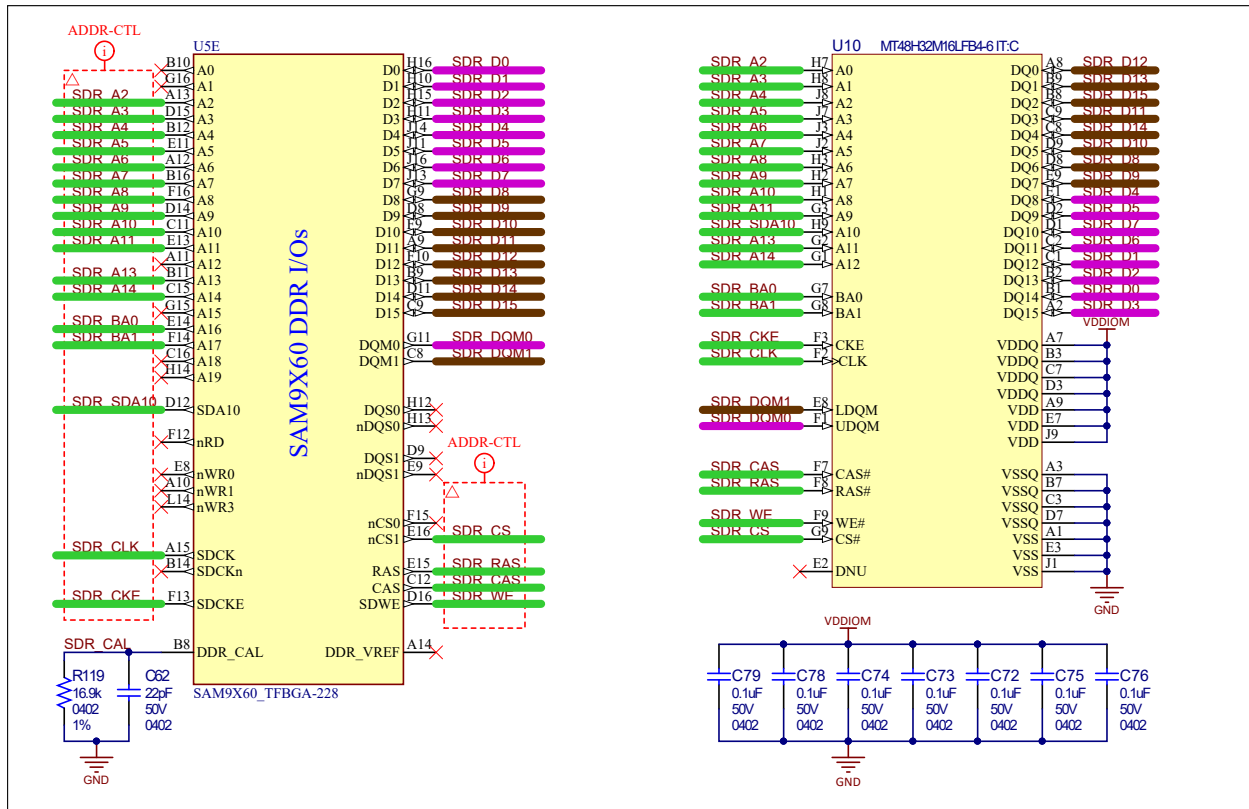 ADDR-CTL
i
U5E
SAM9X60 DDR I/Os
B10 A0
G16 A1
SDR_A2 A13 A2
SDR_A3 D15 A3
SDR_A4 B12 A4
SDR_A5 E11 A5
SDR_A6 A12 A6
SDR_A7 B16 A7
SDR_A8 F16 A8
SDR_A9 D14 A9
SDR_A10 C11 A10
SDR_A11 E13 A11
A11 A12
SDR_A13 B11 A13
SDR_A14 C15 A14
G15 A15
SDR_BA0 E14 A16
SDR_BA1 F14 A17
C16 A18
H14 A19
SDR_SDA10 D12 SDA10
F12 nRD
E8 nWR0
A10 nWR1
L14 nWR3
SDR_CLK A15 SDCK
B14 SDCKn
SDR_CKE F13 SDCKE
SDR_CAL B8 DDR_CAL
D0 H16 SDR_D0
D1 H10 SDR_D1
D2 H15 SDR_D2
D3 H11 SDR_D3
D4 J14 SDR_D4
D5 J11 SDR_D5
D6 J16 SDR_D6
D7 J13 SDR_D7
D8 G9 SDR_D8
D9 D8 SDR_D9
D10 F9 SDR_D10
D11 A9 SDR_D11
D12 F10 SDR_D12
D13 B9 SDR_D13
D14 D11 SDR_D14
D15 C9 SDR_D15
DQM0 G11 SDR_DQM0
DQM1 C8 SDR_DQM1
DQS0 H12
nDQS0 H13
DQS1 D9
nDQS1 E9
ADDR-CTL
i
nCS0 F15
nCS1 E16 SDR_CS
RAS E15 SDR_RAS
CAS C12 SDR_CAS
SDWE D16 SDR_WE
DDR_VREF A14
SAM9X60_TFBGA-228
R119
16.9k
0402
1%
C62
22pF
50V
0402
GND
U10 MT48H32M16LFB4-6 IT:C
SDR_A2 H7 A0
SDR_A3 H8 A1
SDR_A4 J8 A2
SDR_A5 J7 A3
SDR_A6 J3 A4
SDR_A7 J2 A5
SDR_A8 H3 A6
SDR_A9 H2 A7
SDR_A10 H1 A8
SDR_A11 G3 A9
SDR_SDA10 H9 A10
SDR_A13 G2 A11
SDR_A14 G1 A12
SDR_BA0 G7 BA0
SDR_BA1 G8 BA1
SDR_CKE F3 CKE
SDR_CLK F2 CLK
SDR_DQM1 E8 LDQM
SDR_DQM0 F1 UDQM
SDR_CAS F7 CAS#
SDR_RAS F8 RAS#
SDR_WE F9 WE#
SDR_CS G9 CS#
E2 DNU
DQ0 A8 SDR_D12
DQ1 B9 SDR_D13
DQ2 B8 SDR_D15
DQ3 C9 SDR_D11
DQ4 C8 SDR_D14
DQ5 D9 SDR_D10
DQ6 D8 SDR_D8
DQ7 E9 SDR_D9
DQ8 E1 SDR_D4
DQ9 D2 SDR_D5
DQ10 D1 SDR_D7
DQ11 C2 SDR_D6
DQ12 C1 SDR_D1
DQ13 B2 SDR_D2
DQ14 B1 SDR_D0
DQ15 A2 SDR_D3
VDDIOM
VDDQ A7
VDDQ B3
VDDQ C7
VDDQ D3
VDD A9
VDD E7
VDD J9
VSSQ A3
VSSQ B7
VSSQ C3
VSSQ D7
VSS A1
VSS E3
VSS J1
GND
VDDIOM
C79 C78 C74 C73 C72 C75 C76
0.1uF 0.1uF 0.1uF 0.1uF 0.1uF 0.1uF 0.1uF
50V 50V 50V 50V 50V 50V 50V
0402 0402 0402 0402 0402 0402 0402
GND